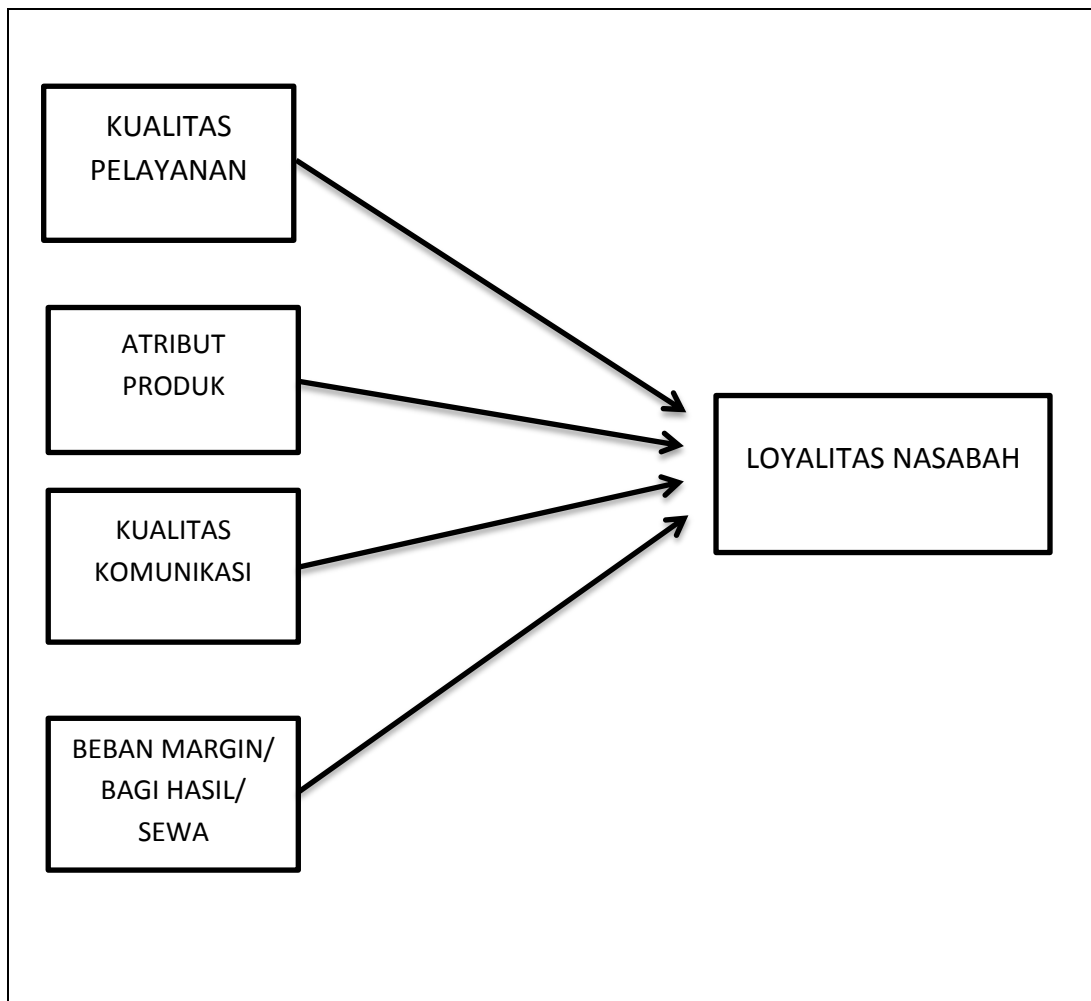 KUALITAS
PELAYANAN
ATRIBUT
PRODUK
LOYALITAS NASABAH
KUALITAS
KOMUNIKASI
BEBAN MARGIN/
BAGI HASIL/
SEWA